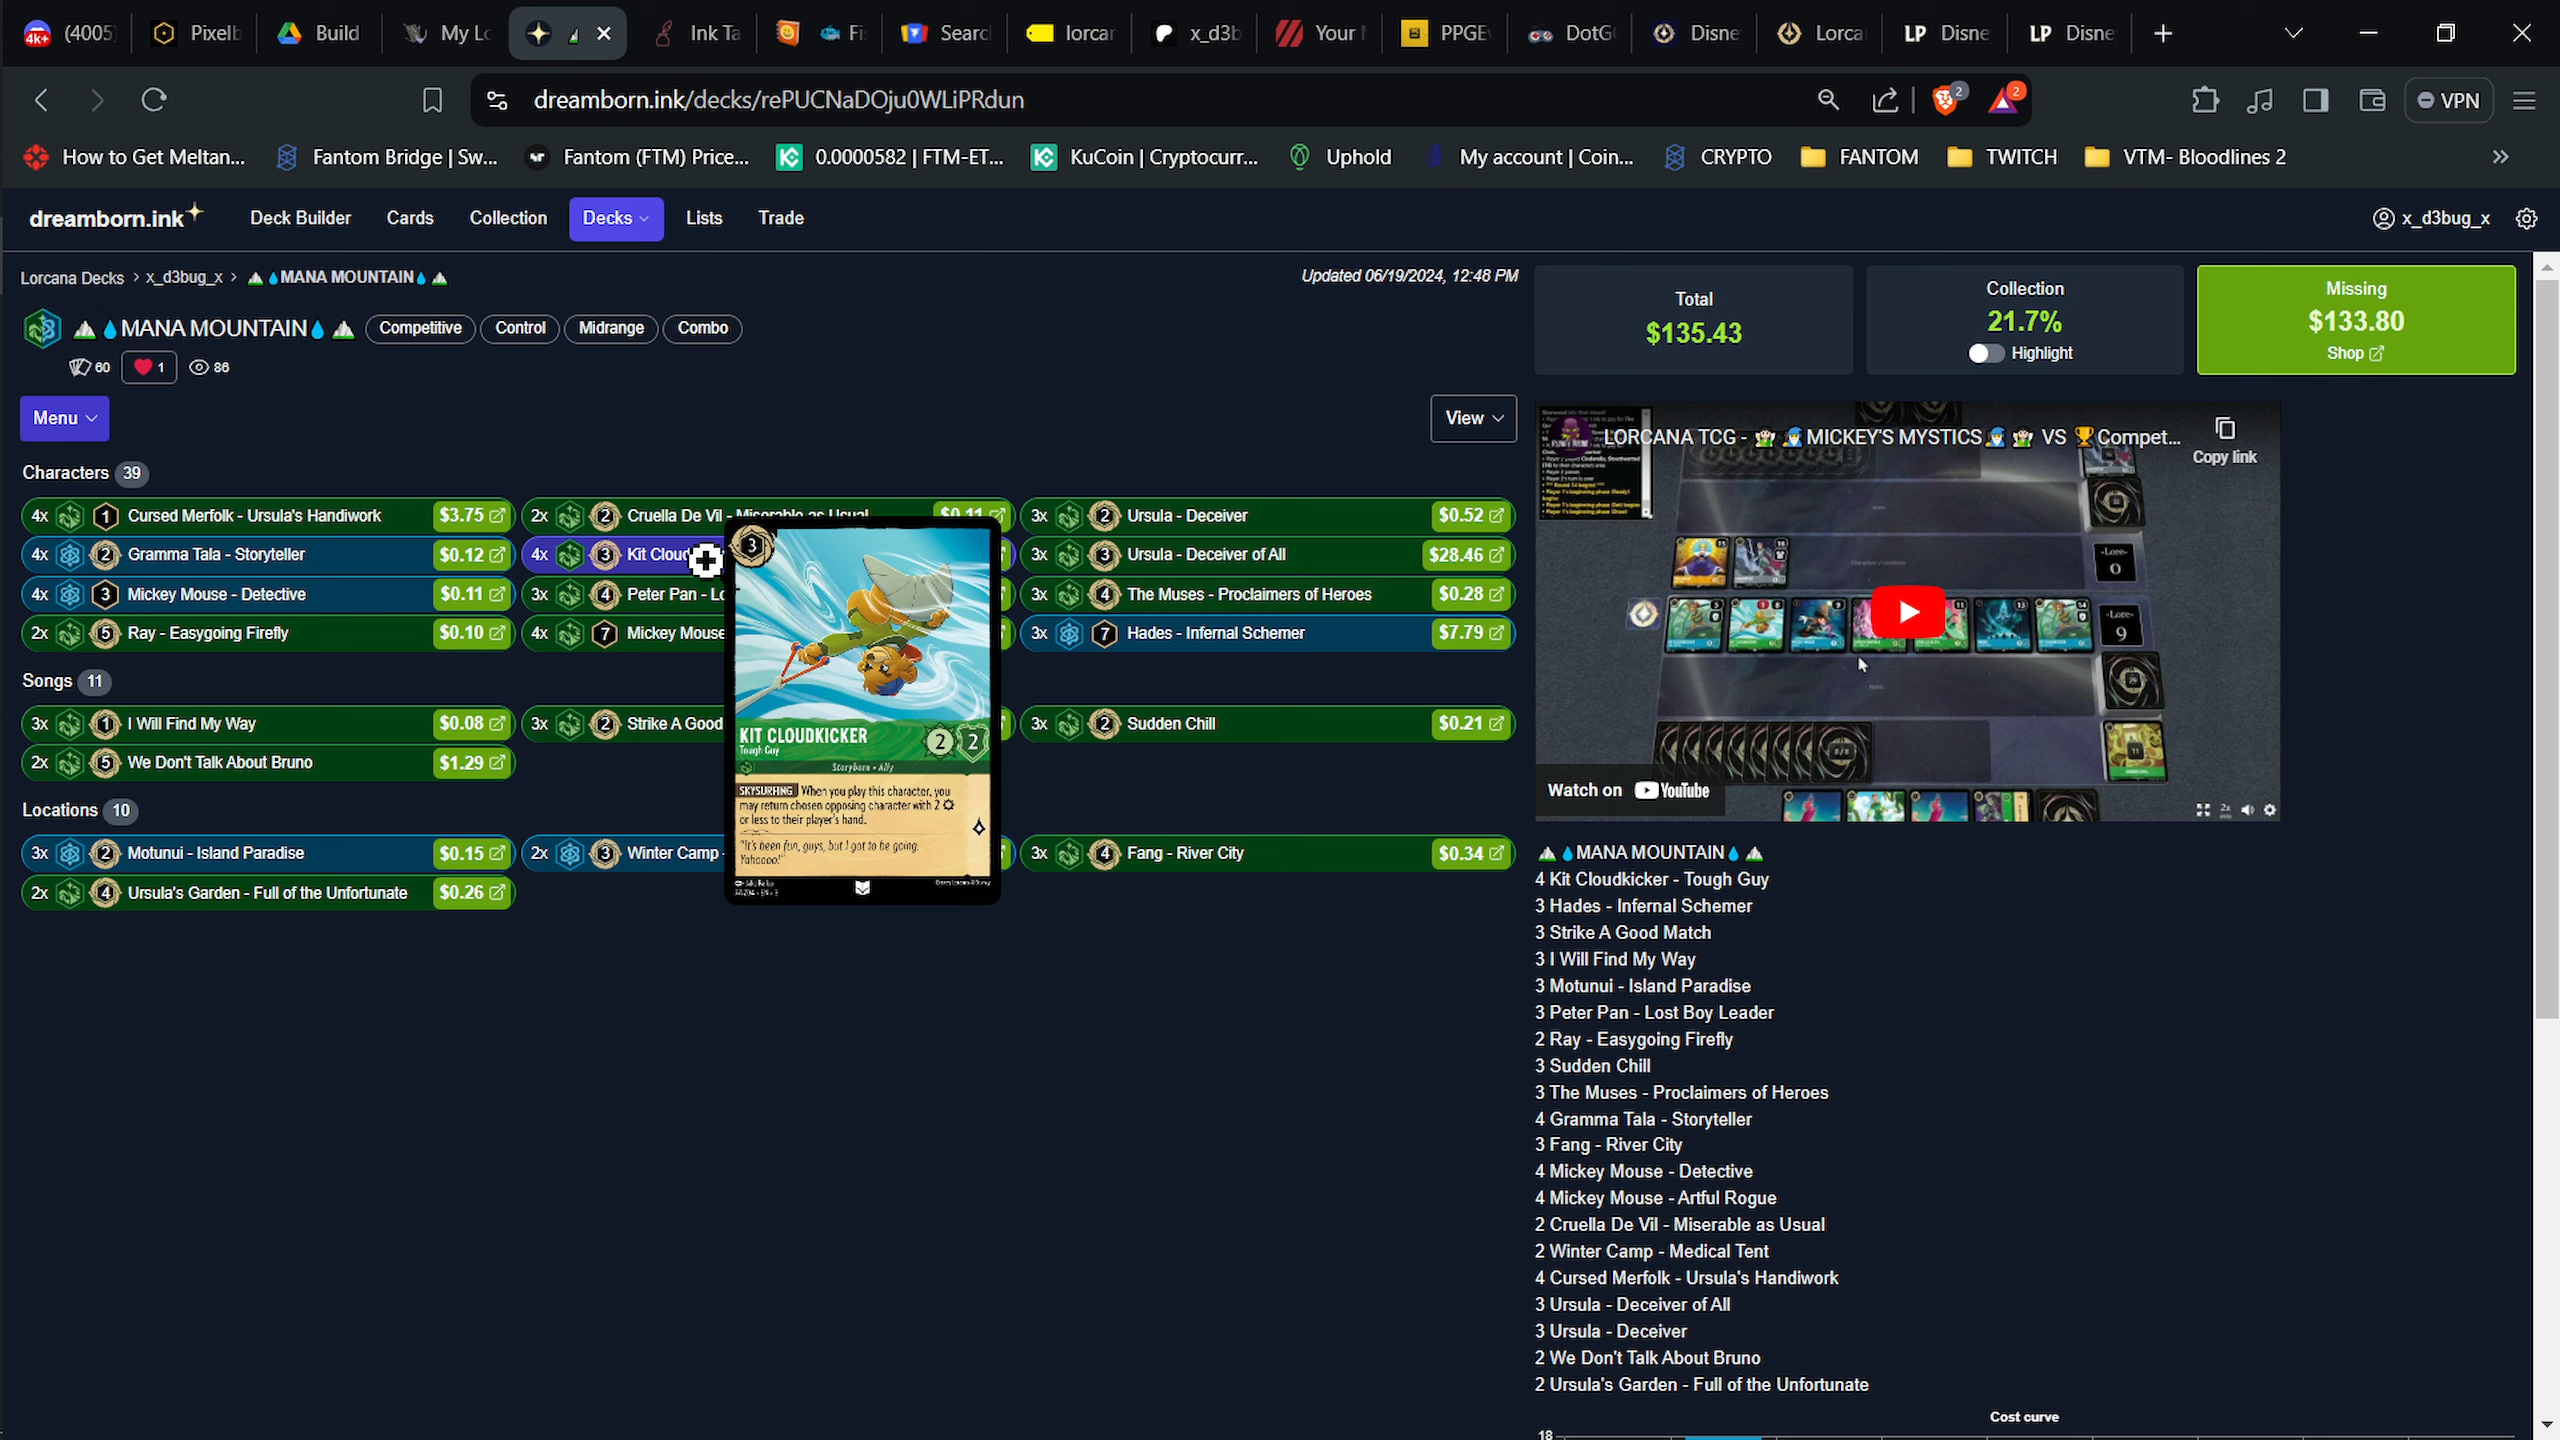 4k+ (4005
Pixelb
Build
My Lo
Ink Ta
Fi
Searc
lorcar
x_d3b
Your
PPGE
DotG
Disne
Lorca
LP Disne
LP Disne
dreamborn.ink/decks/rePUCNaDOju0WLiPRdun
2
2
VPN
How to Get Meltan...
Fantom Bridge | Sw...
Fantom (FTM) Price...
0.0000582 | FTM-ET...
KuCoin | Cryptocurr...
Uphold
My account | Coin...
CRYPTO
FANTOM
TWITCH
VTM- Bloodlines 2
dreamborn.ink
Deck Builder
Cards
Collection
Decks
Lists
Trade
x_d3bug_x
Lorcana Decks > x_d3bug_x > MANA MOUNTAIN
Updated 06/19/2024, 12:48 PM
MANA MOUNTAIN
Competitive
Control
Midrange
Combo
60
1
86
Total
$135.43
Collection
21.7%
Highlight
Missing
$133.80
Shop
Menu
View
Characters 39
4x 1 Cursed Merfolk - Ursula's Handiwork $3.75
2x 2 Cruella De Vil - Miserable as Usual $0.11
3x 2 Ursula - Deceiver $0.52
4x 2 Gramma Tala - Storyteller $0.12
4x 3 Kit Cloud
3x 3 Ursula - Deceiver of All $28.46
4x 3 Mickey Mouse - Detective $0.11
3x 4 Peter Pan - Lo
3x 4 The Muses - Proclaimers of Heroes $0.28
2x 5 Ray - Easygoing Firefly $0.10
4x 7 Mickey Mouse
3x 7 Hades - Infernal Schemer $7.79
Songs 11
3x 1 I Will Find My Way $0.08
3x 2 Strike A Good
3x 2 Sudden Chill $0.21
2x 5 We Don't Talk About Bruno $1.29
Locations 10
3x 2 Motunui - Island Paradise $0.15
2x 3 Winter Camp -
3x 4 Fang - River City $0.34
2x 4 Ursula's Garden - Full of the Unfortunate $0.26
3
KIT CLOUDKICKER
Tough Guy
2 2
Storyborn • Ally
SKYSURFING When you play this character, you
may return chosen opposing character with 2
or less to their player's hand.
"It's been fun, guys, but I got to be going.
Yahoooo!"
LORCANA TCG - MICKEY'S MYSTICS VS Compet...
Copy link
-Lore-
0
-Lore-
9
Watch on YouTube
2x
MANA MOUNTAIN
4 Kit Cloudkicker - Tough Guy
3 Hades - Infernal Schemer
3 Strike A Good Match
3 I Will Find My Way
3 Motunui - Island Paradise
3 Peter Pan - Lost Boy Leader
2 Ray - Easygoing Firefly
3 Sudden Chill
3 The Muses - Proclaimers of Heroes
4 Gramma Tala - Storyteller
3 Fang - River City
4 Mickey Mouse - Detective
4 Mickey Mouse - Artful Rogue
2 Cruella De Vil - Miserable as Usual
2 Winter Camp - Medical Tent
4 Cursed Merfolk - Ursula's Handiwork
3 Ursula - Deceiver of All
3 Ursula - Deceiver
2 We Don't Talk About Bruno
2 Ursula's Garden - Full of the Unfortunate
Cost curve
18